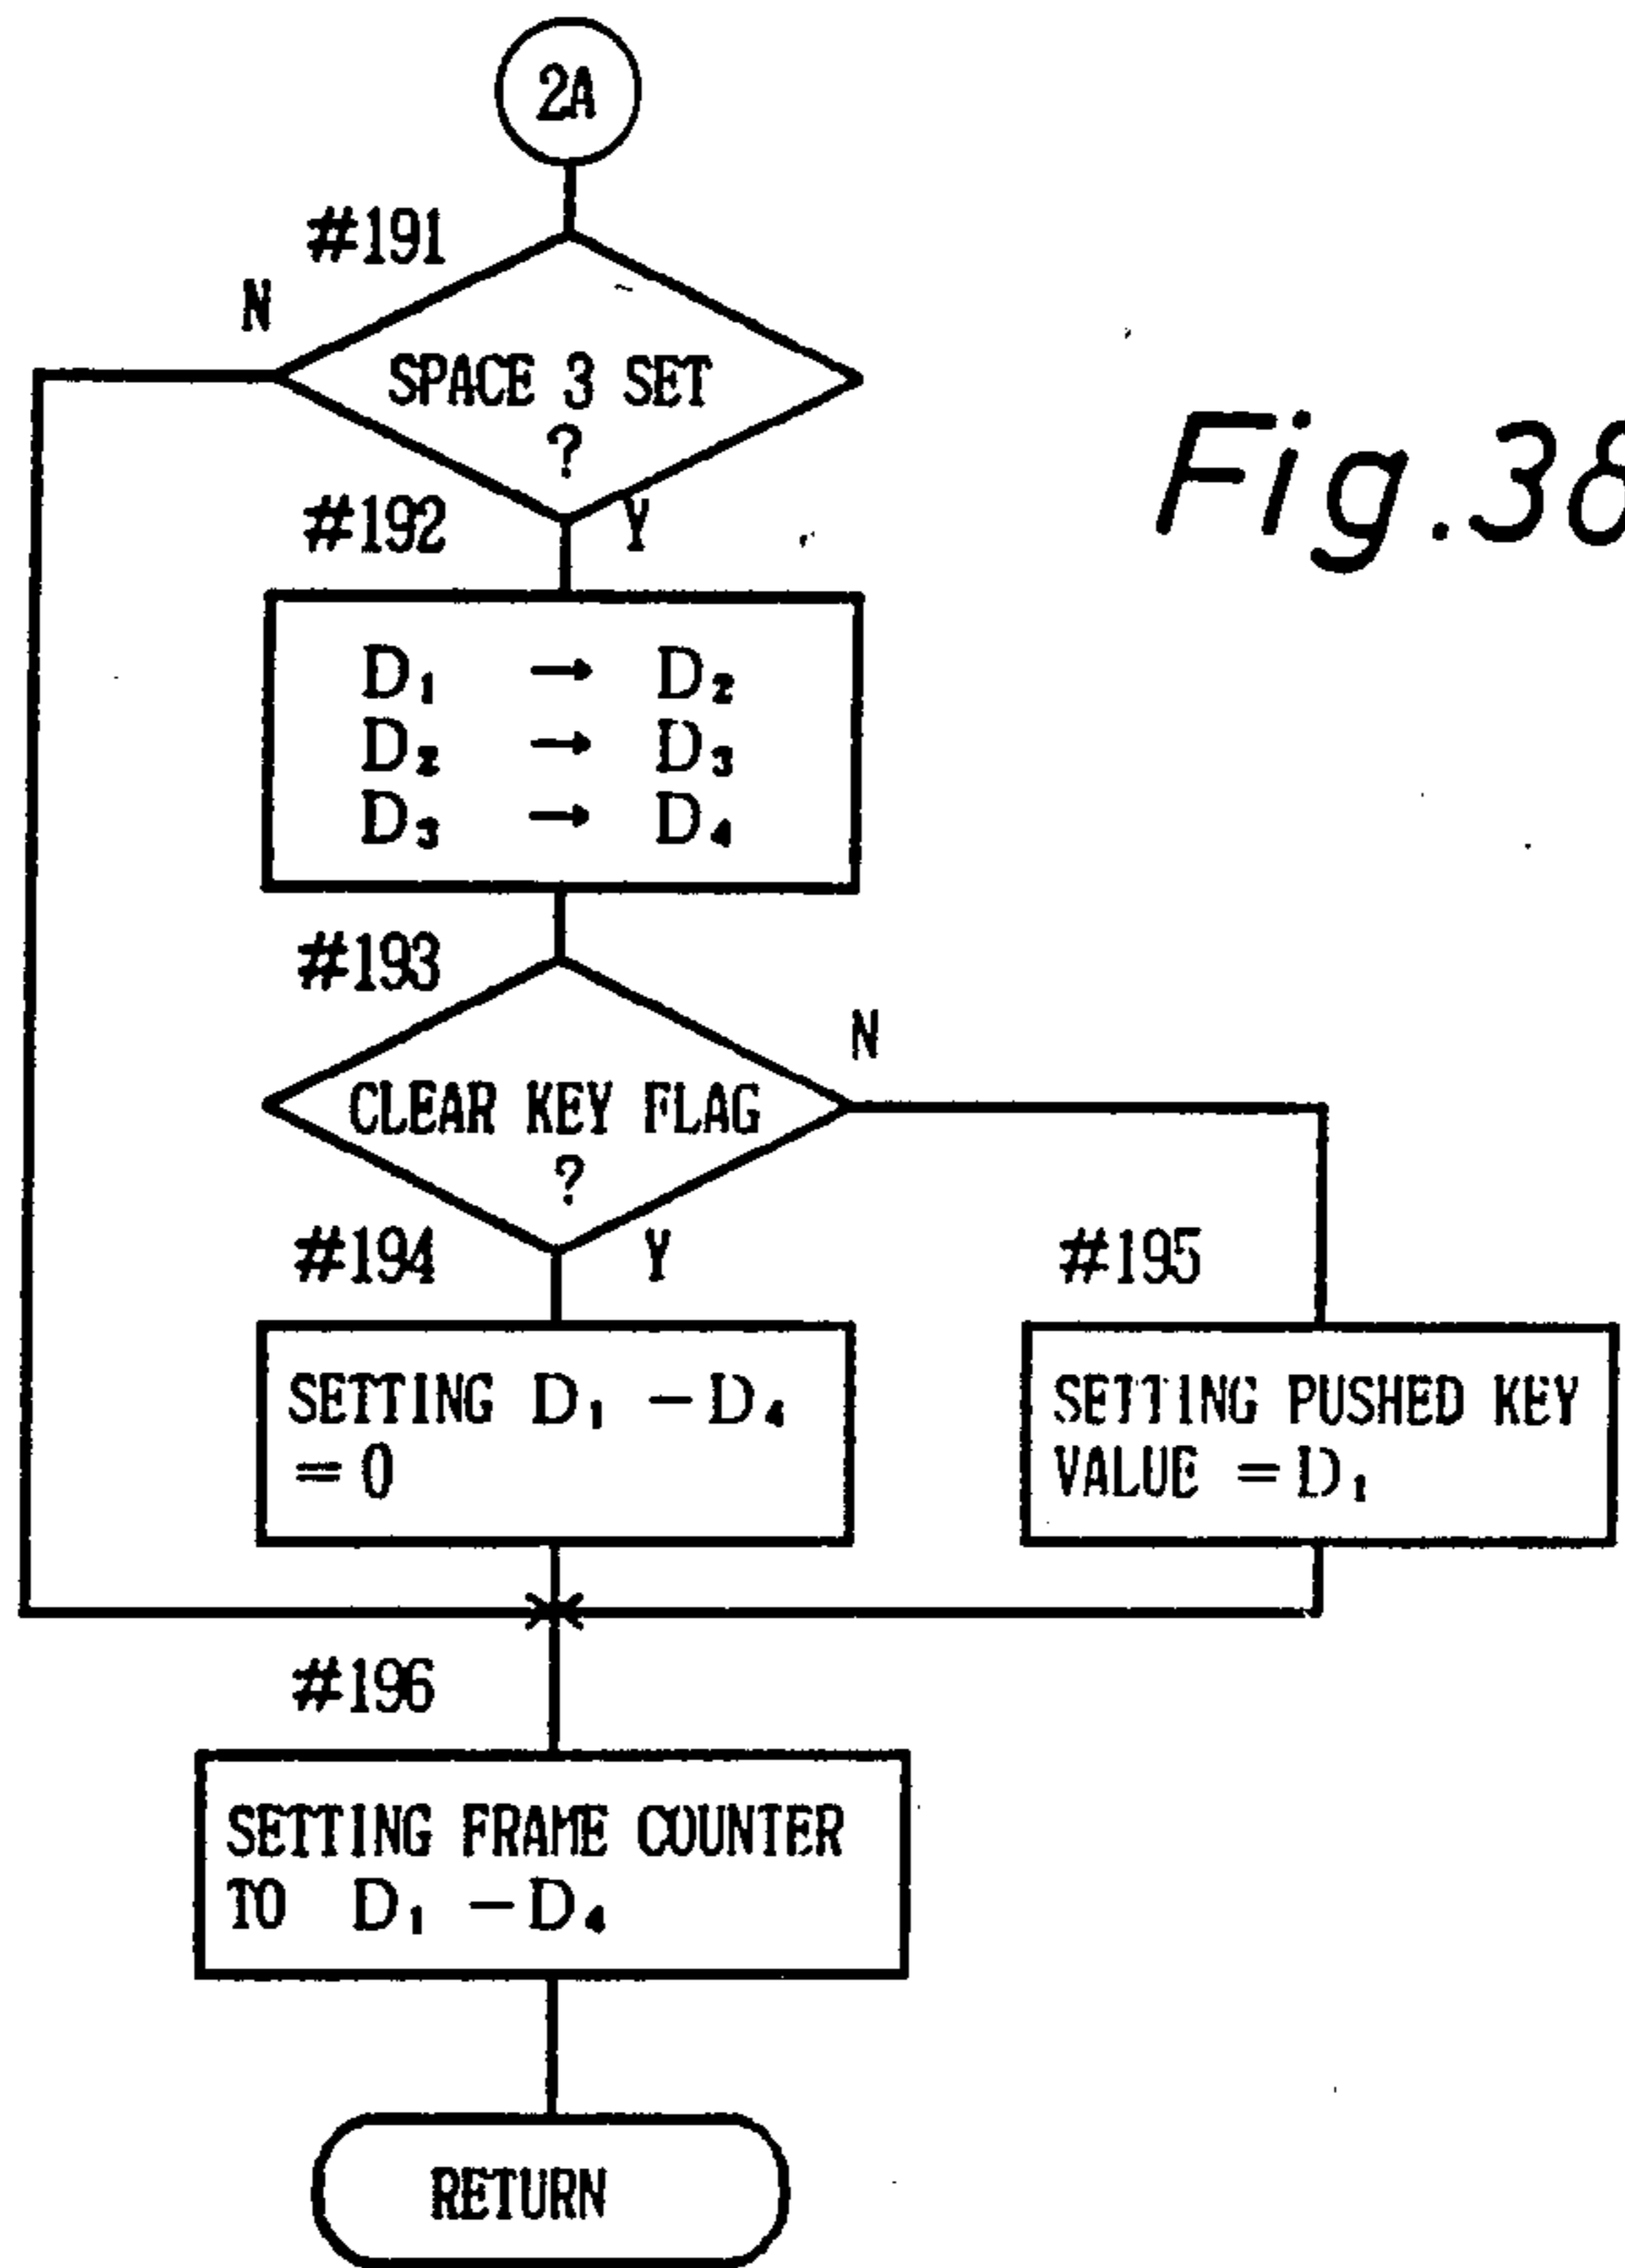 2A
#191
N
SPACE 3 SET
?
Fig.38
#192
Y
D₁ → D₂
D₂ → D₃
D₃ → D₄
#193
N
CLEAR KEY FLAG
?
#194
Y
#195
SETTING D₁ －D₄
＝0
SETTING PUSHED KEY
VALUE ＝D₁
#196
SETTING FRAME COUNTER
TO D₁ －D₄
RETURN